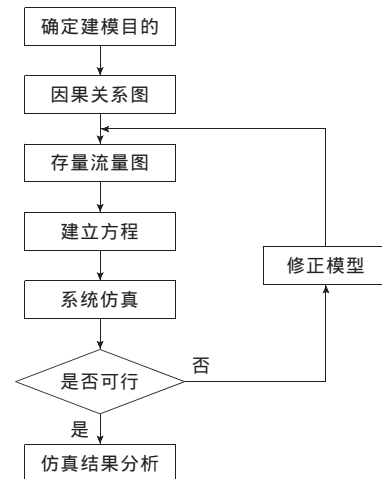 确定建模目的
因果关系图
存量流量图
建立方程
修正模型
系统仿真
否
是否可行
是
仿真结果分析